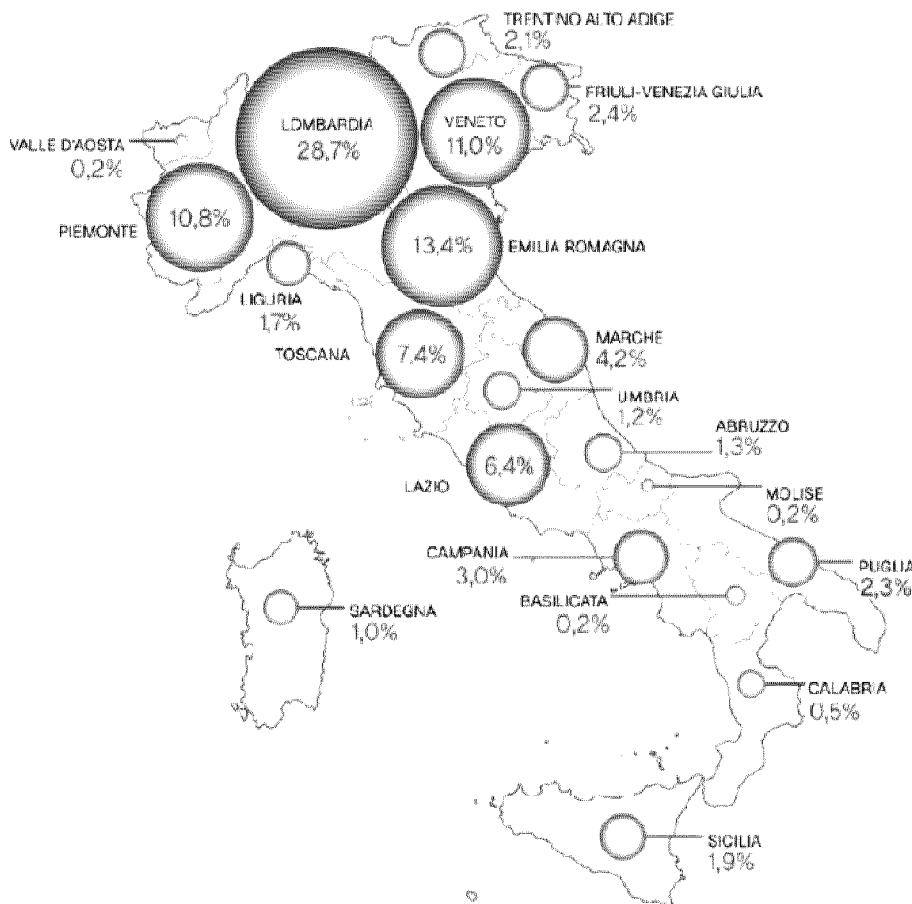 TRENTINO ALTO ADIGE
2,1%
FRIULI-VENEZIA GIULIA
2,4%
LOMBARDIA
28,7%
VENETO
11,0%
VALLE D'AOSTA
0,2%
PIEMONTE
10,8%
13,4%
EMILIA ROMAGNA
LIGURIA
1,7%
TOSCANA
7,4%
MARCHE
4,2%
UMBRIA
1,2%
ABRUZZO
1,3%
LAZIO
6,4%
MOLISE
0,2%
CAMPANIA
3,0%
PUGLIA
2,3%
BASILICATA
0,2%
SARDEGNA
1,0%
CALABRIA
0,5%
SICILIA
1,9%